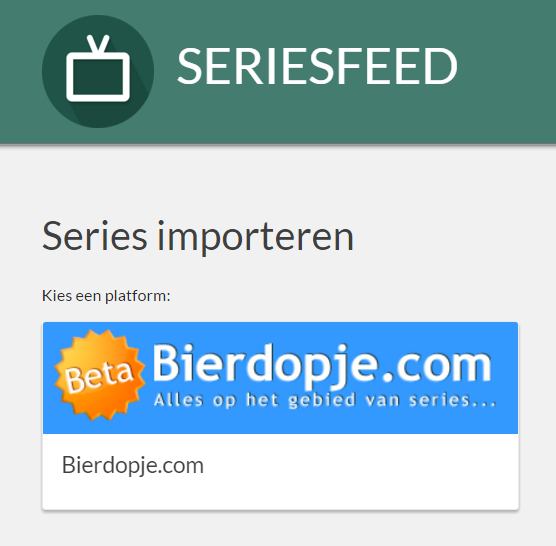 SERIESFEED
Series importeren
Kies een platform:
Beta
Bierdopje.com
Alles op het gebied van series...
Bierdopje.com